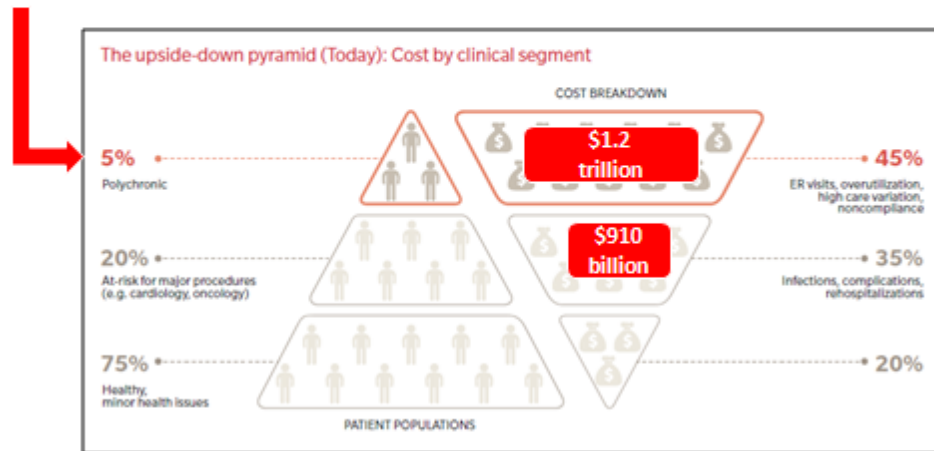 The upside-down pyramid (Today): Cost by clinical segment
COST BREAKDOWN
5%
Polychronic
$1.2
trillion
45%
ER visits, overutilization,
high care variation,
noncompliance
20%
At-risk for major procedures
(e.g. cardiology, oncology)
$910
billion
35%
Infections, complications,
rehospitalizations
75%
Healthy,
minor health issues
20%
PATIENT POPULATIONS